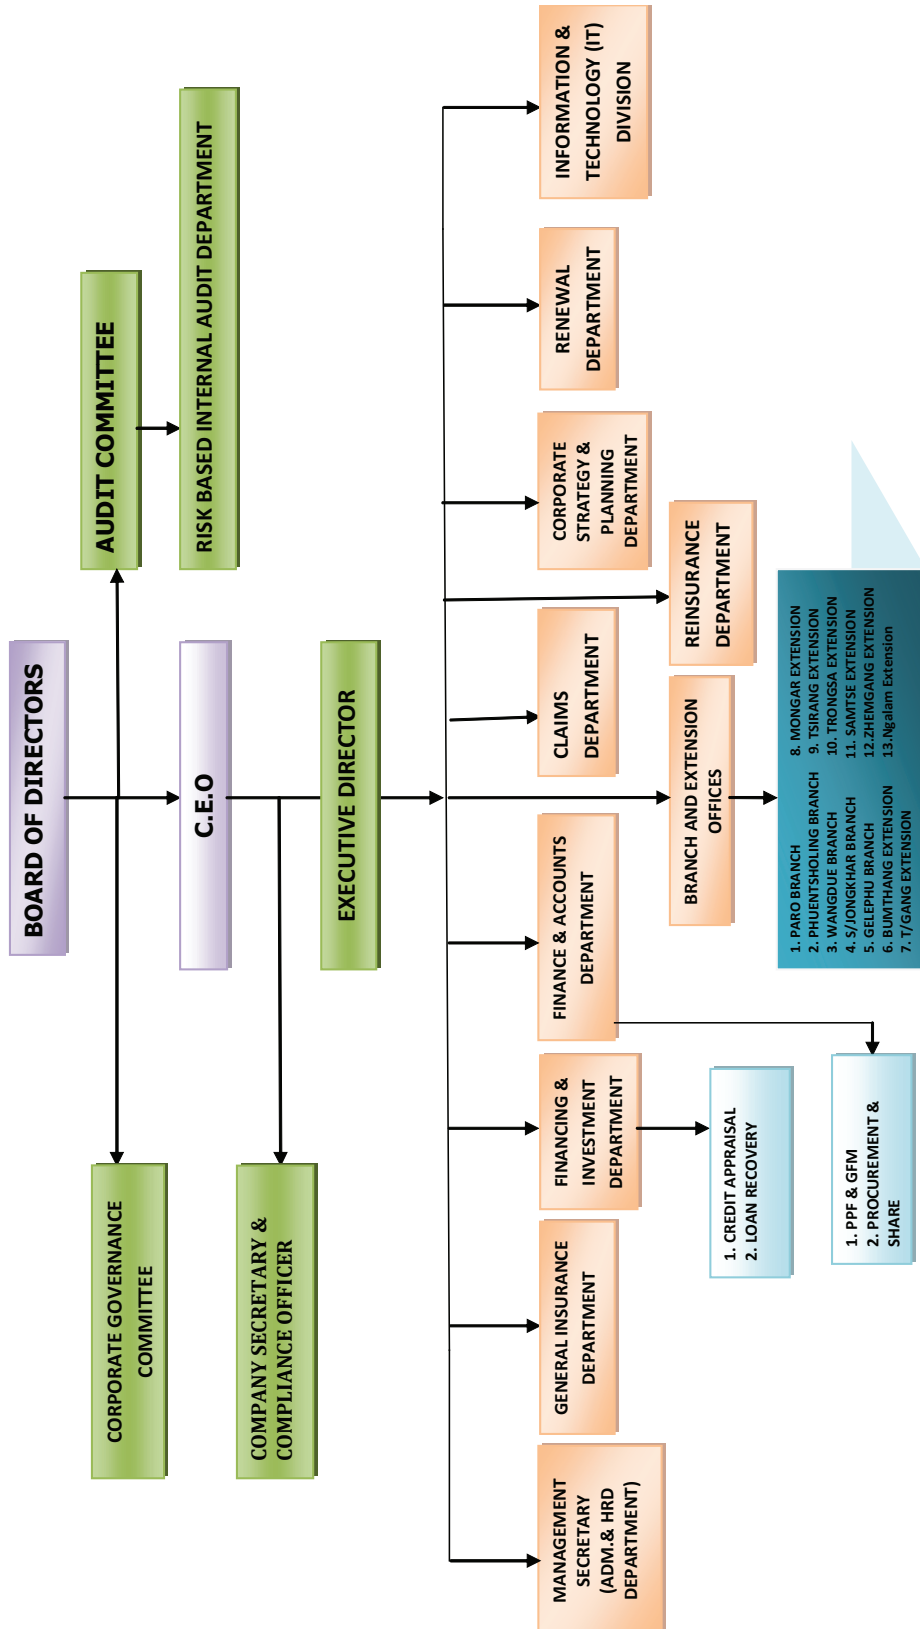 BOARD OF DIRECTORS
AUDIT COMMITTEE
CORPORATE GOVERNANCE
COMMITTEE
RISK BASED INTERNAL AUDIT DEPARTMENT
C.E.O
COMPANY SECRETARY &
COMPLIANCE OFFICER
EXECUTIVE DIRECTOR
MANAGEMENT
SECRETARY
(ADM.& HRD
DEPARTMENT)
GENERAL INSURANCE
DEPARTMENT
FINANCING &
INVESTMENT
DEPARTMENT
FINANCE & ACCOUNTS
DEPARTMENT
CLAIMS
DEPARTMENT
CORPORATE
STRATEGY &
PLANNING
DEPARTMENT
RENEWAL
DEPARTMENT
INFORMATION &
TECHNOLOGY (IT)
DIVISION
BRANCH AND EXTENSION
OFFICES
REINSURANCE
DEPARTMENT
1. CREDIT APPRAISAL
2. LOAN RECOVERY
1. PPF & GFM
2. PROCUREMENT &
SHARE
1. PARO BRANCH
2. PHUENTSHOLING BRANCH
3. WANGDUE BRANCH
4. S/JONGKHAR BRANCH
5. GELEPHU BRANCH
6. BUMTHANG EXTENSION
7. T/GANG EXTENSION
8. MONGAR EXTENSION
9. TSIRANG EXTENSION
10. TRONGSA EXTENSION
11. SAMTSE EXTENSION
12.ZHEMGANG EXTENSION
13.Ngalam Extension